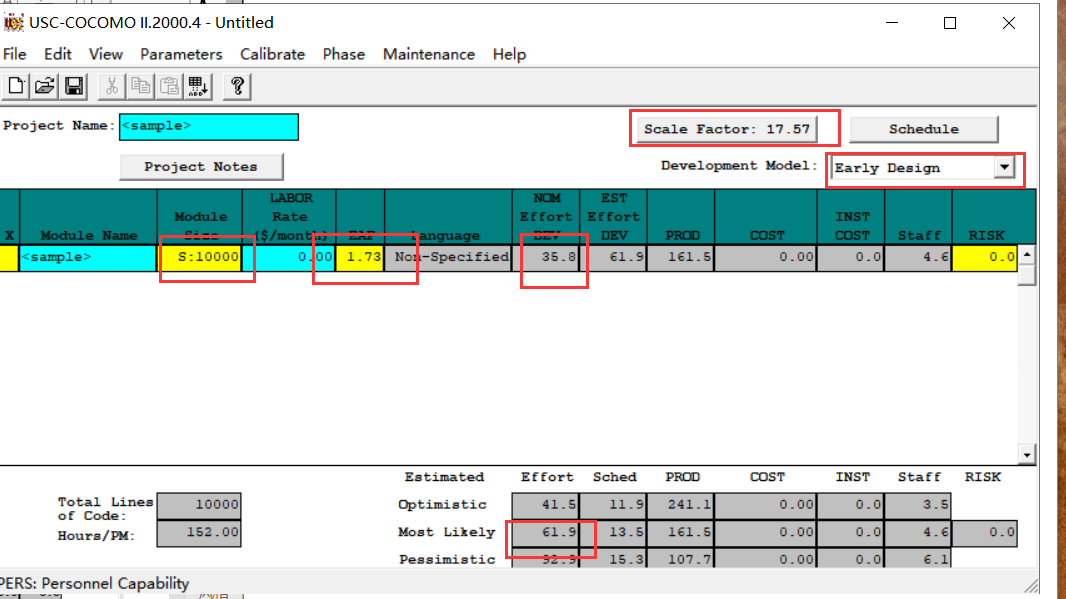 USC-COCOMO II.2000.4 - Untitled
File Edit View Parameters Calibrate Phase Maintenance Help
Project Name: <sample> Scale Factor: 17.57 Schedule
Project Notes Development Model: Early Design
LABOR NOM EST
Module Rate Effort Effort INST
X Module Name Size ($/month) EAF Language DEV DEV PROD COST COST Staff RISK
<sample> S:10000 0.00 1.73 Non-Specified 35.8 61.9 161.5 0.00 0.0 4.6 0.0
Estimated Effort Sched PROD COST INST Staff RISK
Total Lines of Code: 10000 Optimistic 41.5 11.9 241.1 0.00 0.0 3.5
Hours/PM: 152.00 Most Likely 61.9 13.5 161.5 0.00 0.0 4.6 0.0
Pessimistic 92.9 15.3 107.7 0.00 0.0 6.1
PERS: Personnel Capability